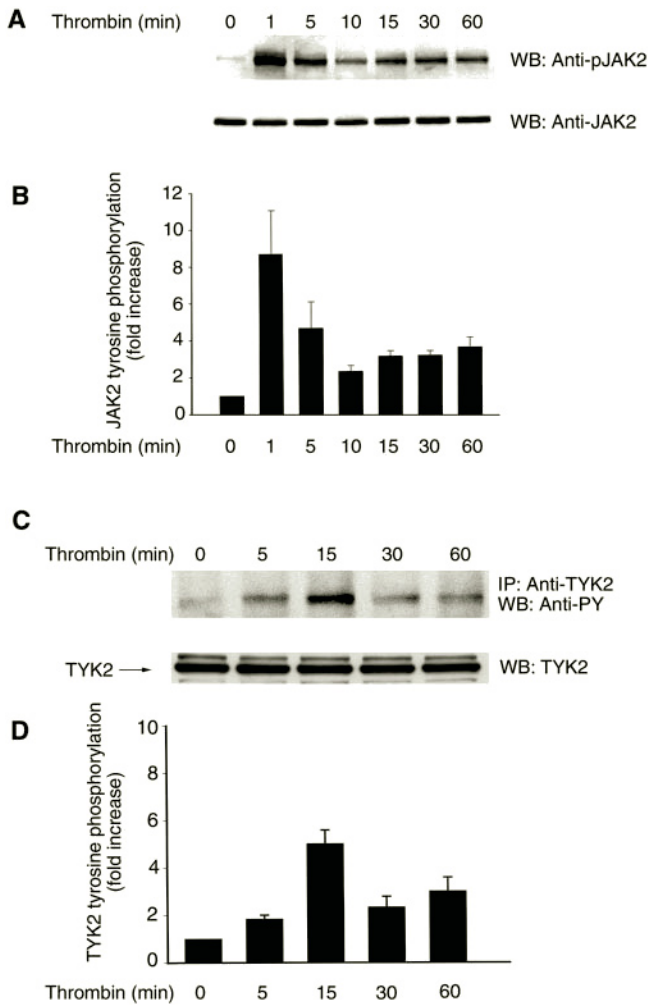 A
Thrombin (min) 0 1 5 10 15 30 60
WB: Anti-pJAK2
WB: Anti-JAK2
B
JAK2 tyrosine phosphorylation
(fold increase)
12
10
8
6
4
2
0
Thrombin (min) 0 1 5 10 15 30 60
C
Thrombin (min) 0 5 15 30 60
IP: Anti-TYK2
WB: Anti-PY
TYK2
WB: TYK2
D
TYK2 tyrosine phosphorylation
(fold increase)
10
8
6
4
2
0
Thrombin (min) 0 5 15 30 60